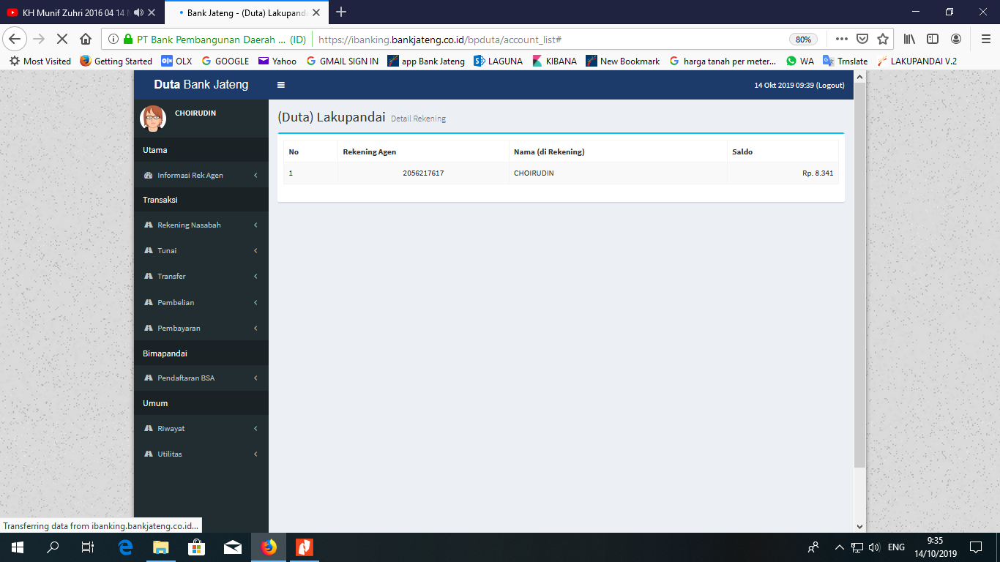 KH Munif Zuhri 2016 04 14
Bank Jateng - (Duta) Lakupanda
PT Bank Pembangunan Daerah ... (ID)
https://ibanking.bankjateng.co.id/bpduta/account_list#
80%
Most Visited
Getting Started
OLX
GOOGLE
Yahoo
GMAIL SIGN IN
app Bank Jateng
LAGUNA
KIBANA
New Bookmark
harga tanah per meter...
WA
Trnslate
LAKUPANDAI V.2
Duta Bank Jateng
14 Okt 2019 09:39 (Logout)
CHOIRUDIN
Utama
Informasi Rek Agen
Transaksi
Rekening Nasabah
Tunai
Transfer
Pembelian
Pembayaran
Bimapandai
Pendaftaran BSA
Umum
Riwayat
Utilitas
(Duta) Lakupandai Detail Rekening
No Rekening Agen Nama (di Rekening) Saldo
1 2056217617 CHOIRUDIN Rp. 8.341
Transferring data from ibanking.bankjateng.co.id...
ENG
9:35
14/10/2019